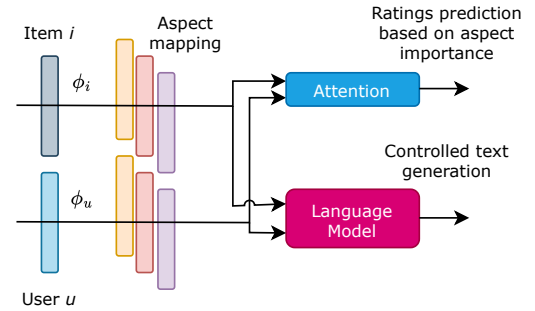 Item i
ϕi
Aspect
mapping
Ratings prediction
based on aspect
importance
Attention
Controlled text
generation
ϕu
Language
Model
User u